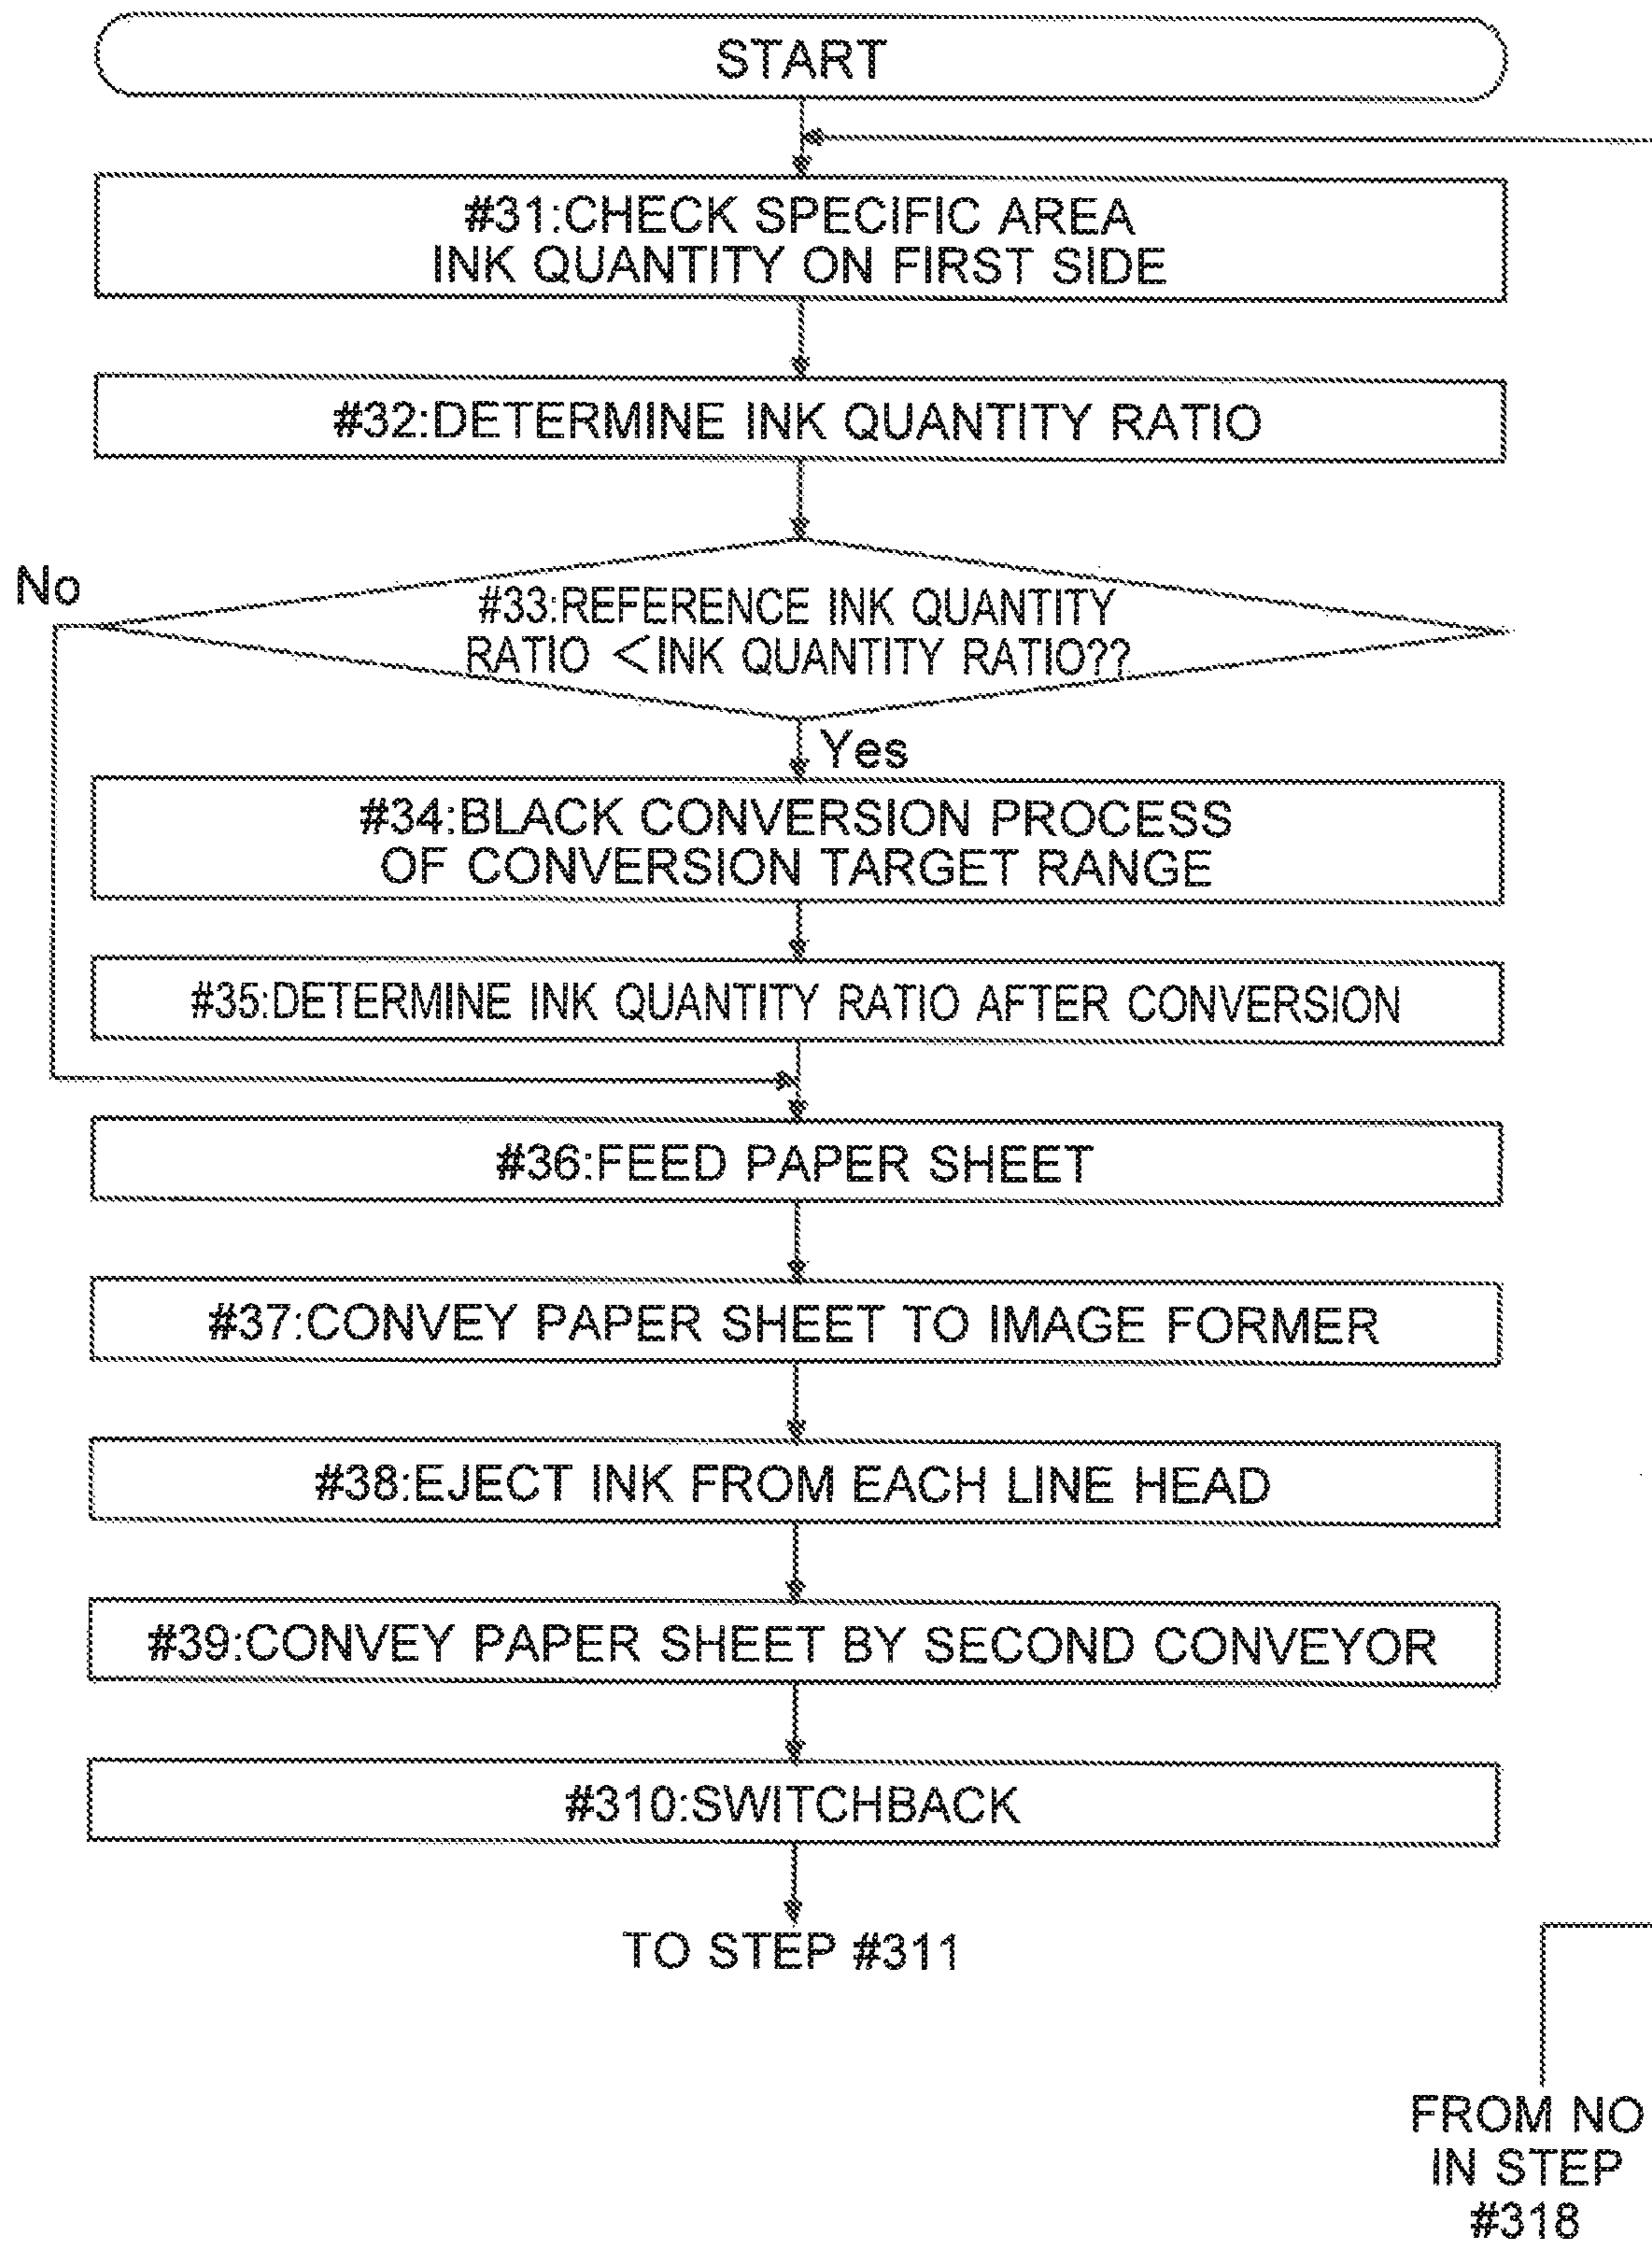 START
#31:CHECK SPECIFIC AREA
INK QUANTITY ON FIRST SIDE
#32:DETERMINE INK QUANTITY RATIO
No
#33:REFERENCE INK QUANTITY
RATIO <INK QUANTITY RATIO??
Yes
#34:BLACK CONVERSION PROCESS
OF CONVERSION TARGET RANGE
#35:DETERMINE INK QUANTITY RATIO AFTER CONVERSION
#36:FEED PAPER SHEET
#37:CONVEY PAPER SHEET TO IMAGE FORMER
#38:EJECT INK FROM EACH LINE HEAD
#39:CONVEY PAPER SHEET BY SECOND CONVEYOR
#310:SWITCHBACK
TO STEP #311
FROM NO
IN STEP
#318